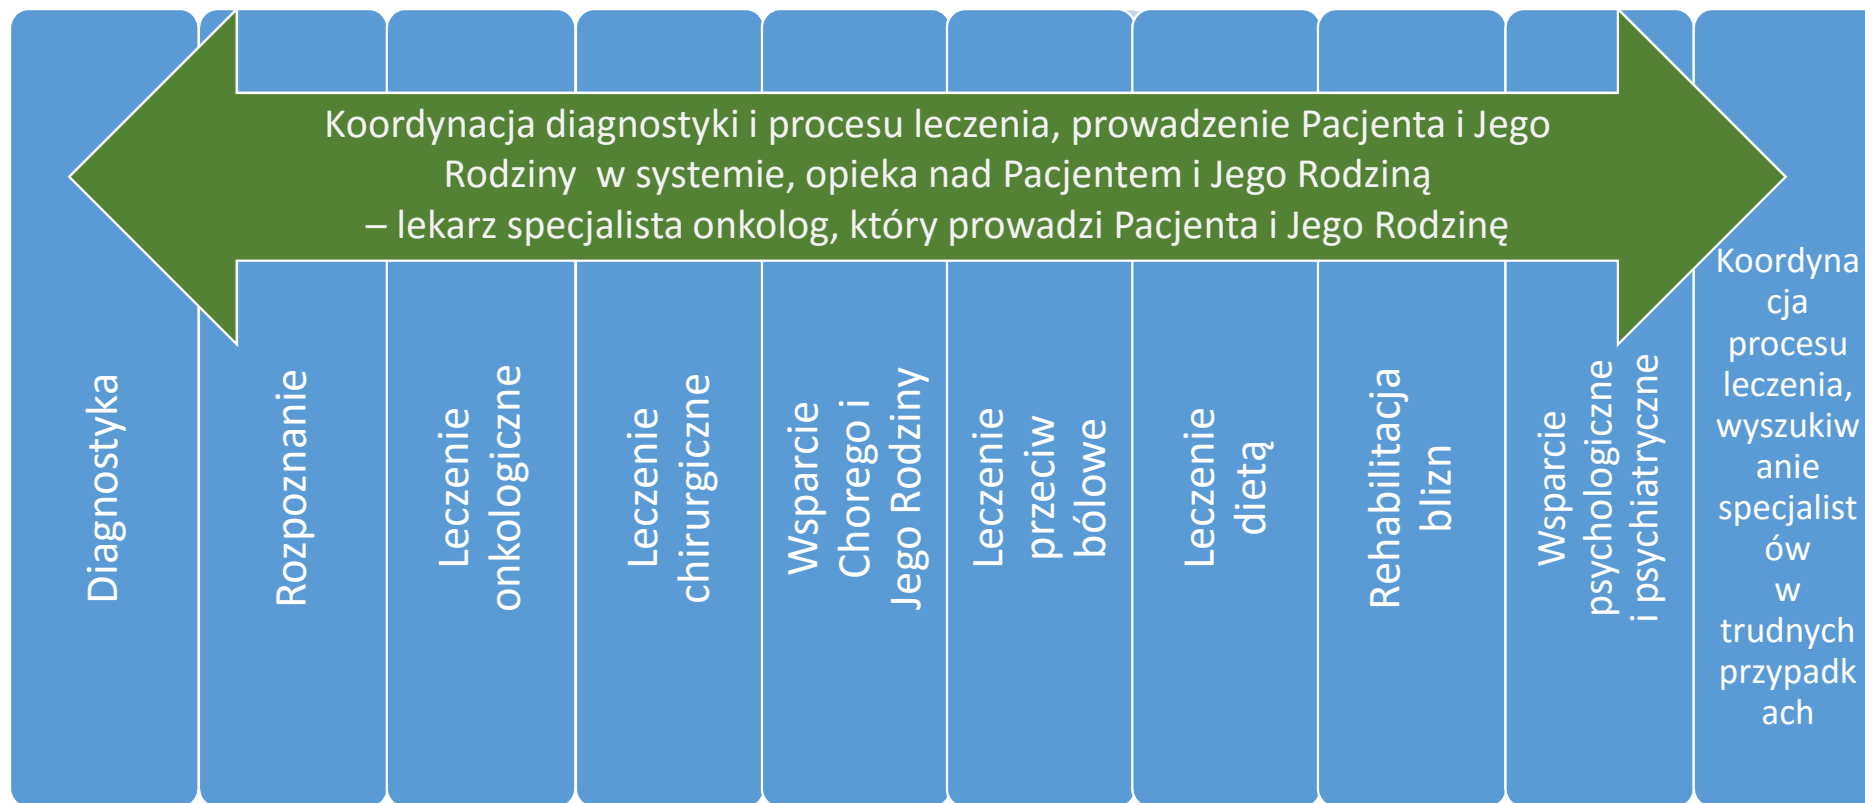 Koordynacja diagnostyki i procesu leczenia, prowadzenie Pacjenta i Jego
Rodziny w systemie, opieka nad Pacjentem i Jego Rodziną
– lekarz specjalista onkolog, który prowadzi Pacjenta i Jego Rodzinę
Diagnostyka
Rozpoznanie
Leczenie
onkologiczne
Leczenie
chirurgiczne
Wsparcie
Chorego i
Jego Rodziny
Leczenie
przeciw
bólowe
Leczenie
dietą
Rehabilitacja
blizn
Wsparcie
psychologiczne
i psychiatryczne
Koordyna
cja
procesu
leczenia,
wyszukiw
anie
specjalist
ów
w
trudnych
przypadk
ach